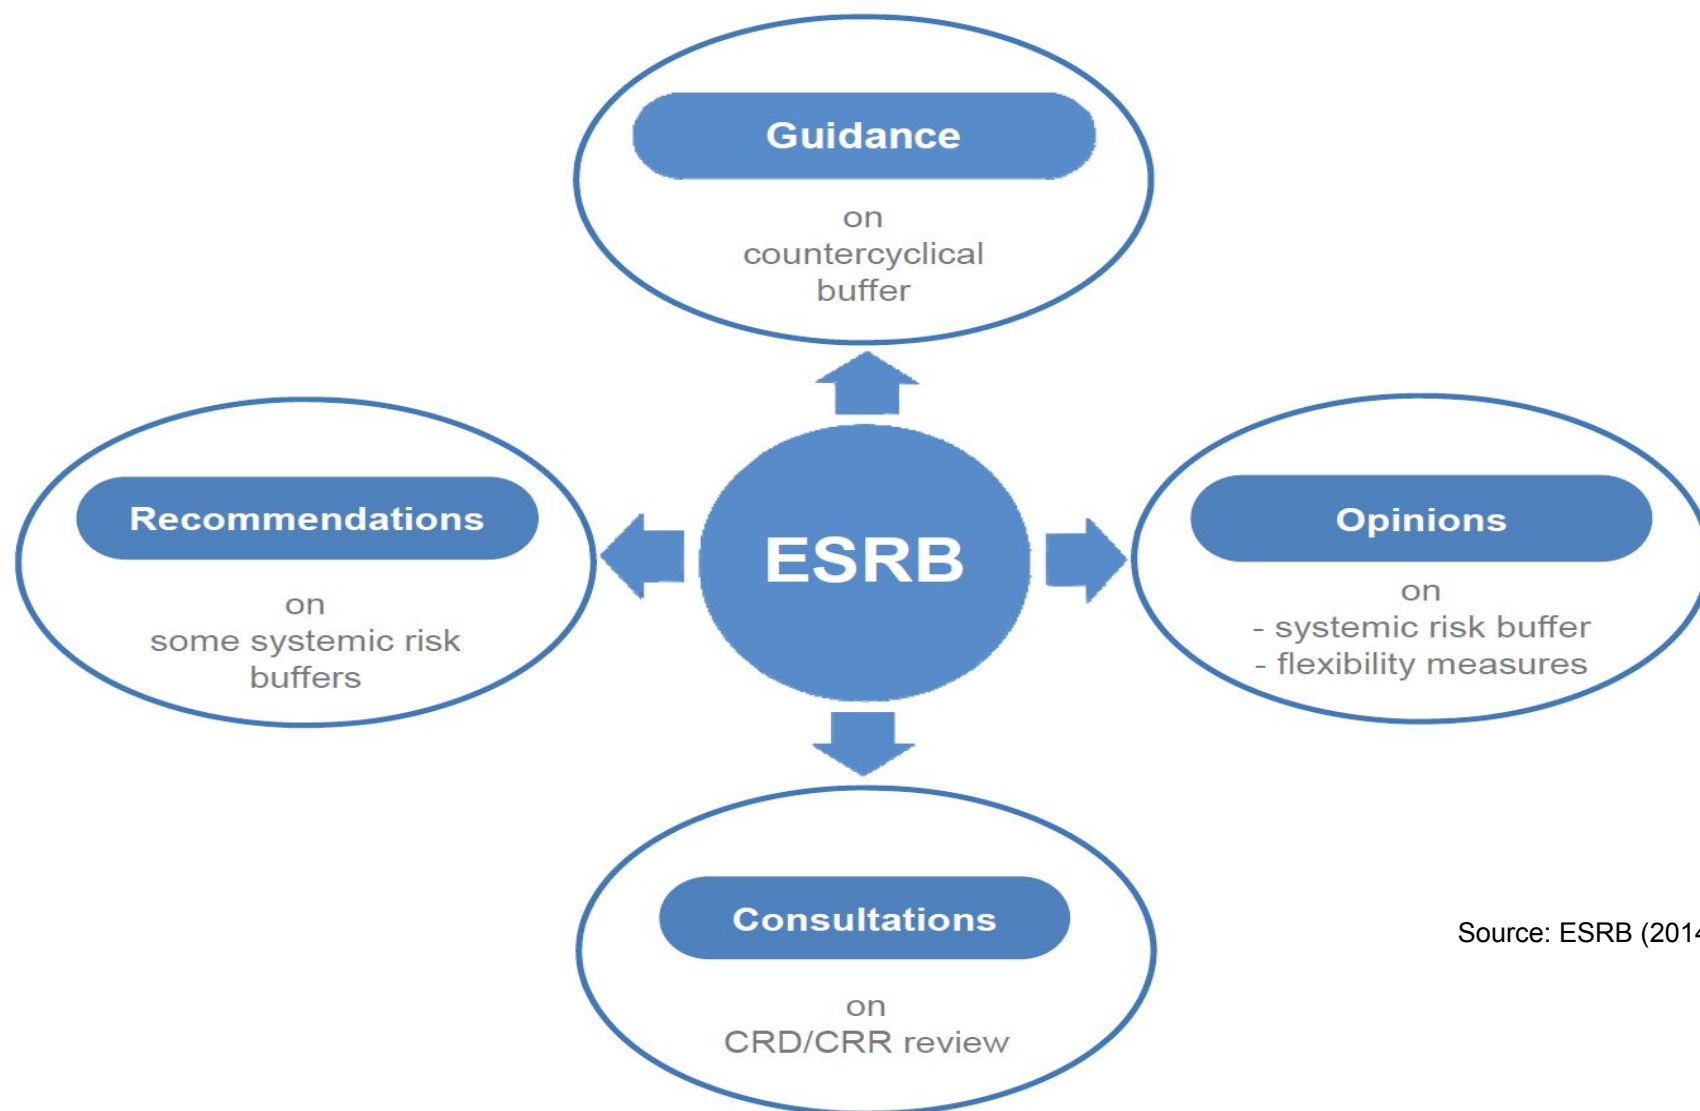 Guidance
on
countercyclical
buffer
Recommendations
on
some systemic risk
buffers
ESRB
Opinions
on
- systemic risk buffer
- flexibility measures
Consultations
on
CRD/CRR review
Source: ESRB (2014